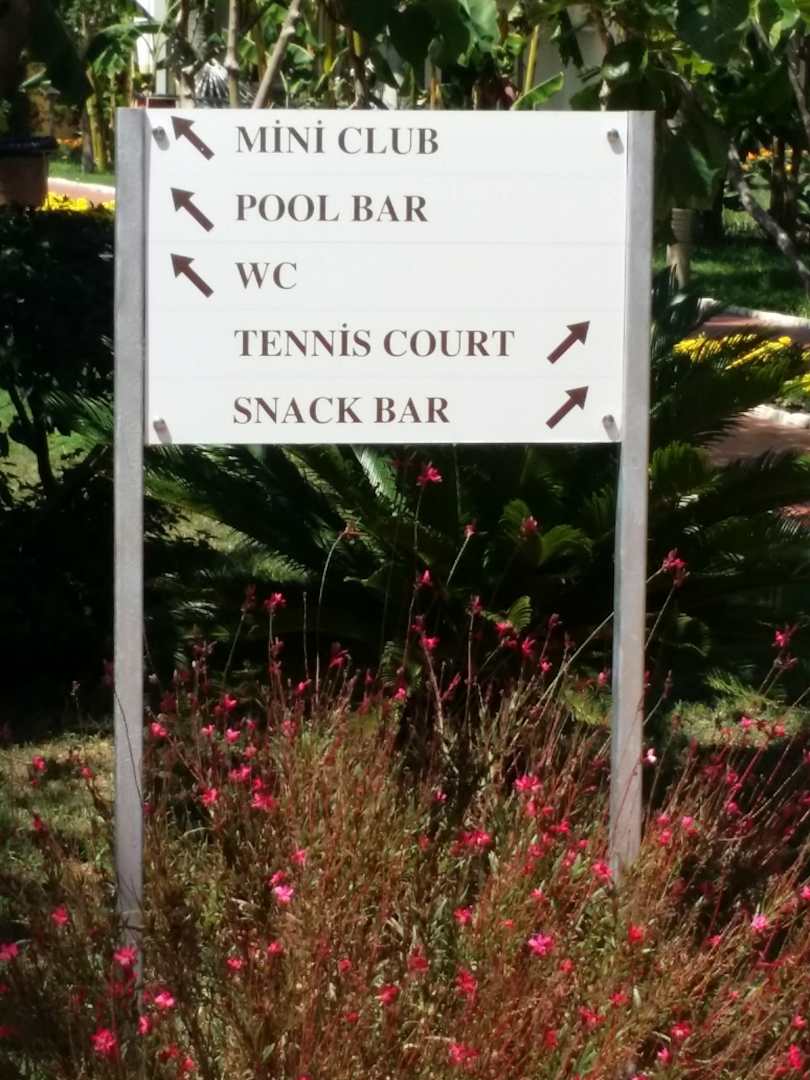 MİNİ CLUB
POOL BAR
WC
TENNİS COURT
SNACK BAR